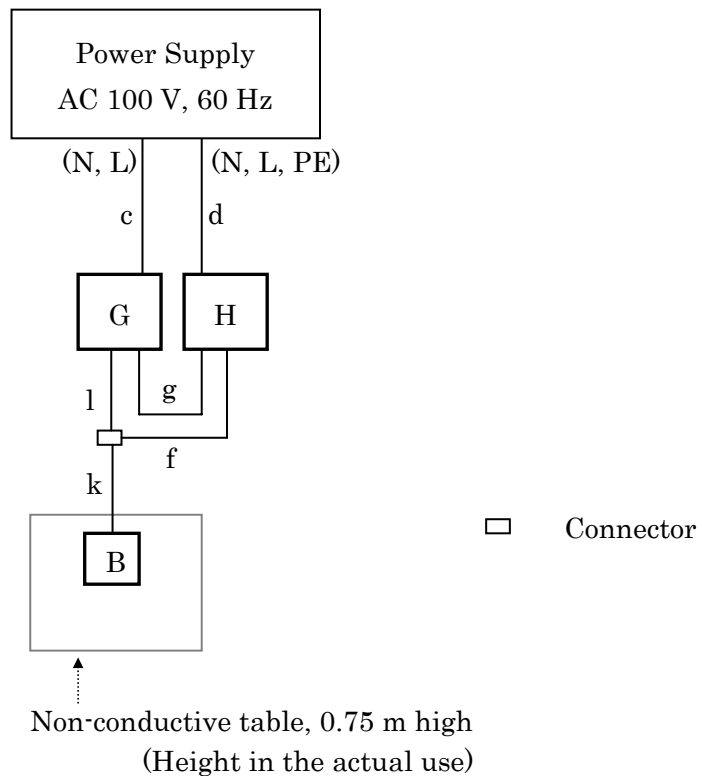 Power Supply
AC 100 V, 60 Hz
(N, L)
(N, L, PE)
c
d
G
H
g
l
f
k
B
Connector
Non-conductive table, 0.75 m high
(Height in the actual use)